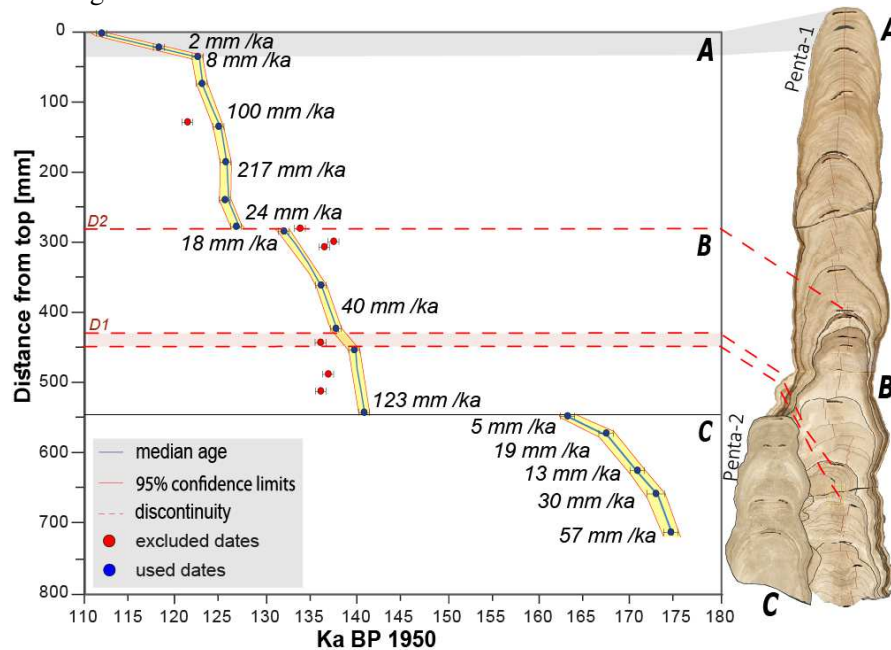 0
2 mm /ka
8 mm /ka
A
A
Penta-1
100
100 mm /ka
200
217 mm /ka
24 mm /ka
D2
18 mm /ka
300
B
40 mm /ka
400
D1
500
123 mm /ka
B
C
5 mm /ka
Penta-2
600
19 mm /ka
13 mm /ka
median age
30 mm /ka
95% confidence limits
700
discontinuity
57 mm /ka
excluded dates
used dates
800
C
Distance from top [mm]
110 115 120 125 130 135 140 145 150 155 160 165 170 175 180
Ka BP 1950